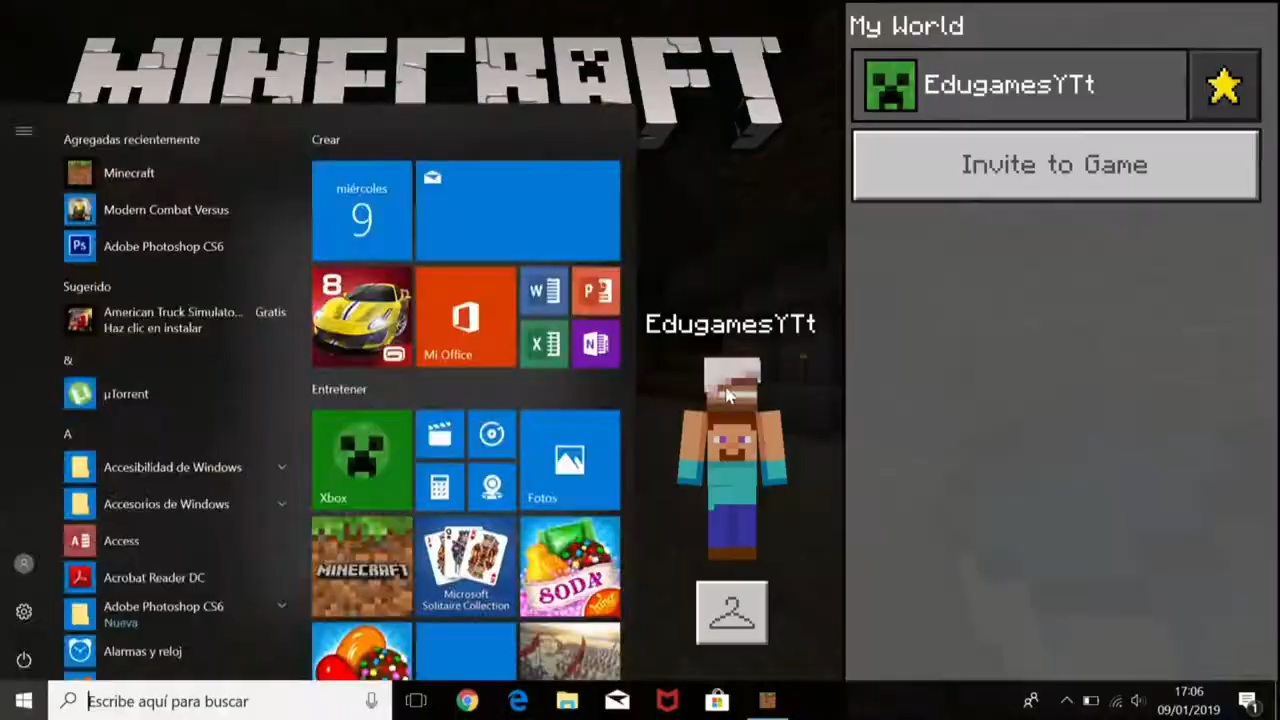 MINECRAFT
My World
EdugamesYTt
Invite to Game
EdugamesYTt
Agregadas recientemente
Minecraft
Modern Combat Versus
Ps
Adobe Photoshop CS6
Sugerido
American Truck Simulato...
Gratis
Haz clic en instalar
&
µTorrent
A
Accesibilidad de Windows
Accesorios de Windows
A
Access
Acrobat Reader DC
Adobe Photoshop CS6
Nueva
Alarmas y reloj
Crear
miércoles
9
8
Mi Office
W
P
X
N
Entretener
Xbox
Fotos
MINECRAFT
Microsoft
Solitaire Collection
SODA
Escribe aquí para buscar
17:06
09/01/2019
1